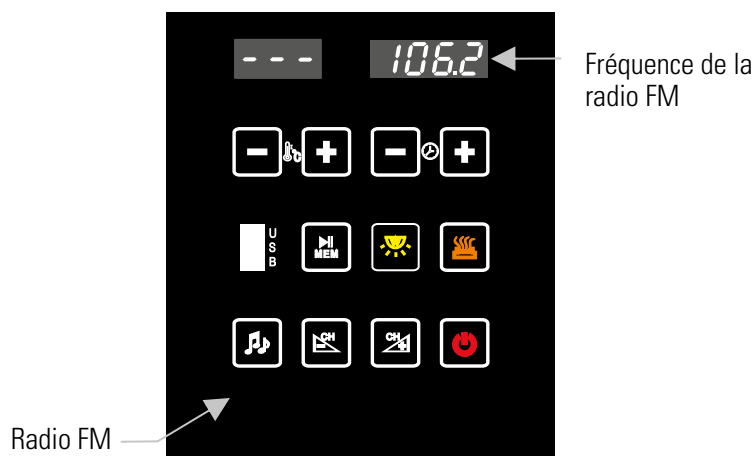 - - -
106.2
Fréquence de la
radio FM
°C
U
S
B
MEM
CH
CH
Radio FM